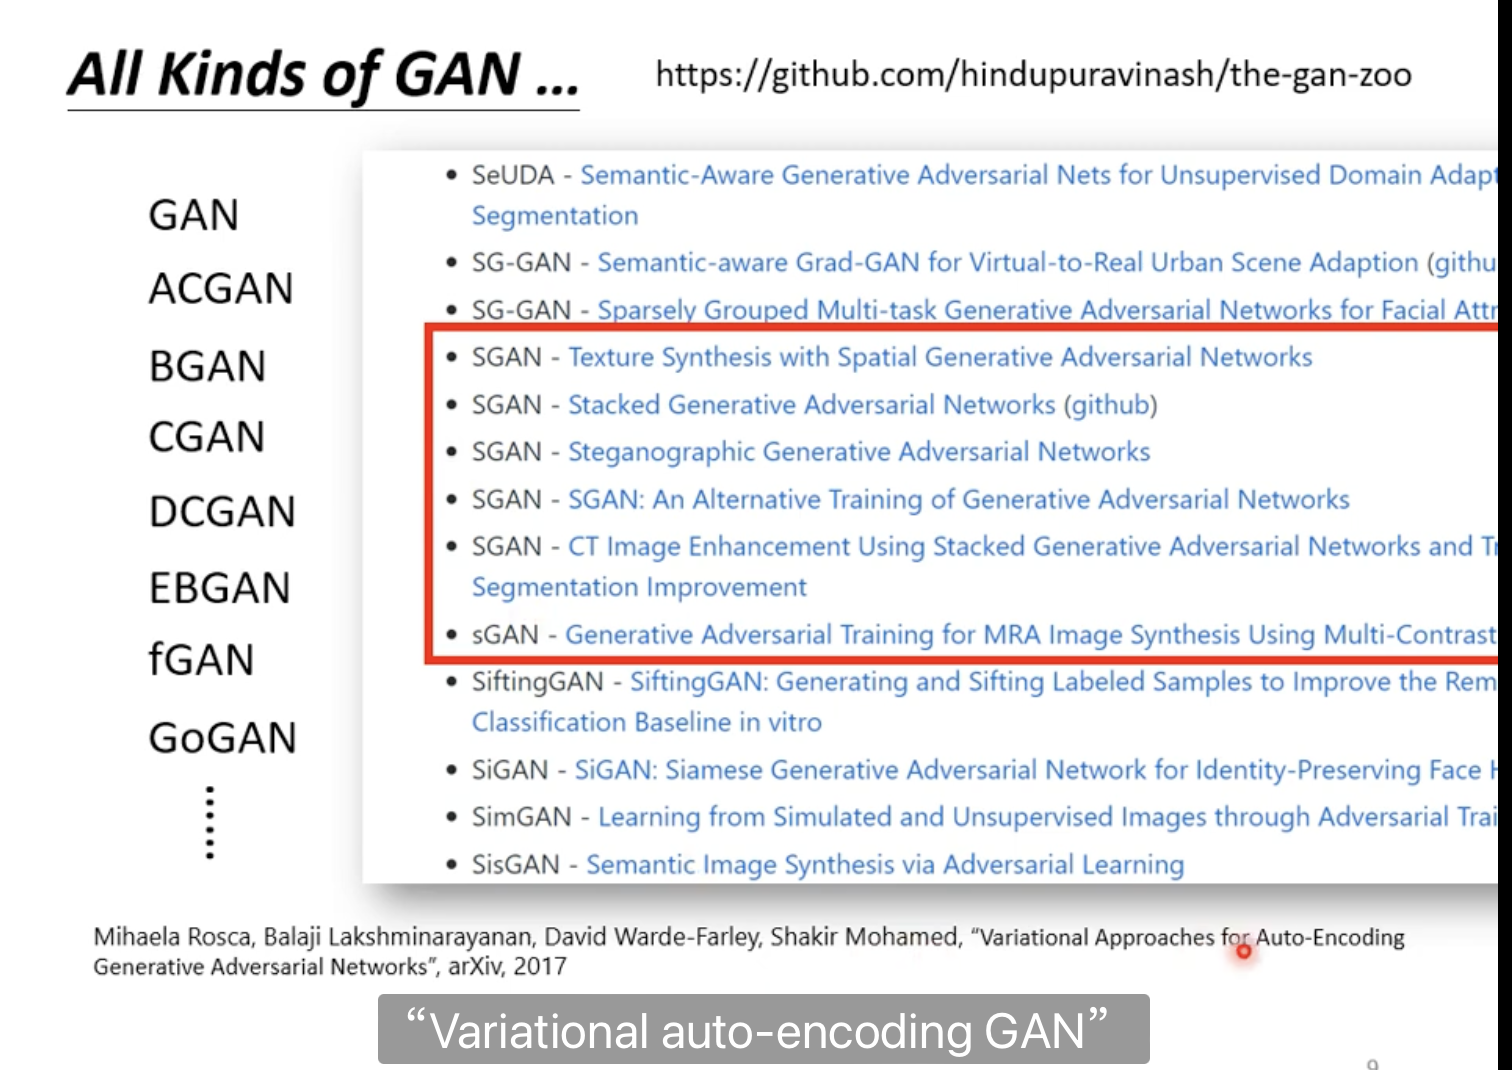 All Kinds of GAN ...
https://github.com/hindupuravinash/the-gan-zoo
GAN
ACGAN
BGAN
CGAN
DCGAN
EBGAN
fGAN
GoGAN
• SeUDA - Semantic-Aware Generative Adversarial Nets for Unsupervised Domain Adapt
Segmentation
• SG-GAN - Semantic-aware Grad-GAN for Virtual-to-Real Urban Scene Adaption (githu
• SG-GAN - Sparsely Grouped Multi-task Generative Adversarial Networks for Facial Attr
• SGAN - Texture Synthesis with Spatial Generative Adversarial Networks
• SGAN - Stacked Generative Adversarial Networks (github)
• SGAN - Steganographic Generative Adversarial Networks
• SGAN - SGAN: An Alternative Training of Generative Adversarial Networks
• SGAN - CT Image Enhancement Using Stacked Generative Adversarial Networks and Tr
Segmentation Improvement
• sGAN - Generative Adversarial Training for MRA Image Synthesis Using Multi-Contrast
• SiftingGAN - SiftingGAN: Generating and Sifting Labeled Samples to Improve the Rem
Classification Baseline in vitro
• SiGAN - SiGAN: Siamese Generative Adversarial Network for Identity-Preserving Face H
• SimGAN - Learning from Simulated and Unsupervised Images through Adversarial Trai
• SisGAN - Semantic Image Synthesis via Adversarial Learning
Mihaela Rosca, Balaji Lakshminarayanan, David Warde-Farley, Shakir Mohamed, “Variational Approaches for Auto-Encoding
Generative Adversarial Networks”, arXiv, 2017
“Variational auto-encoding GAN”
9